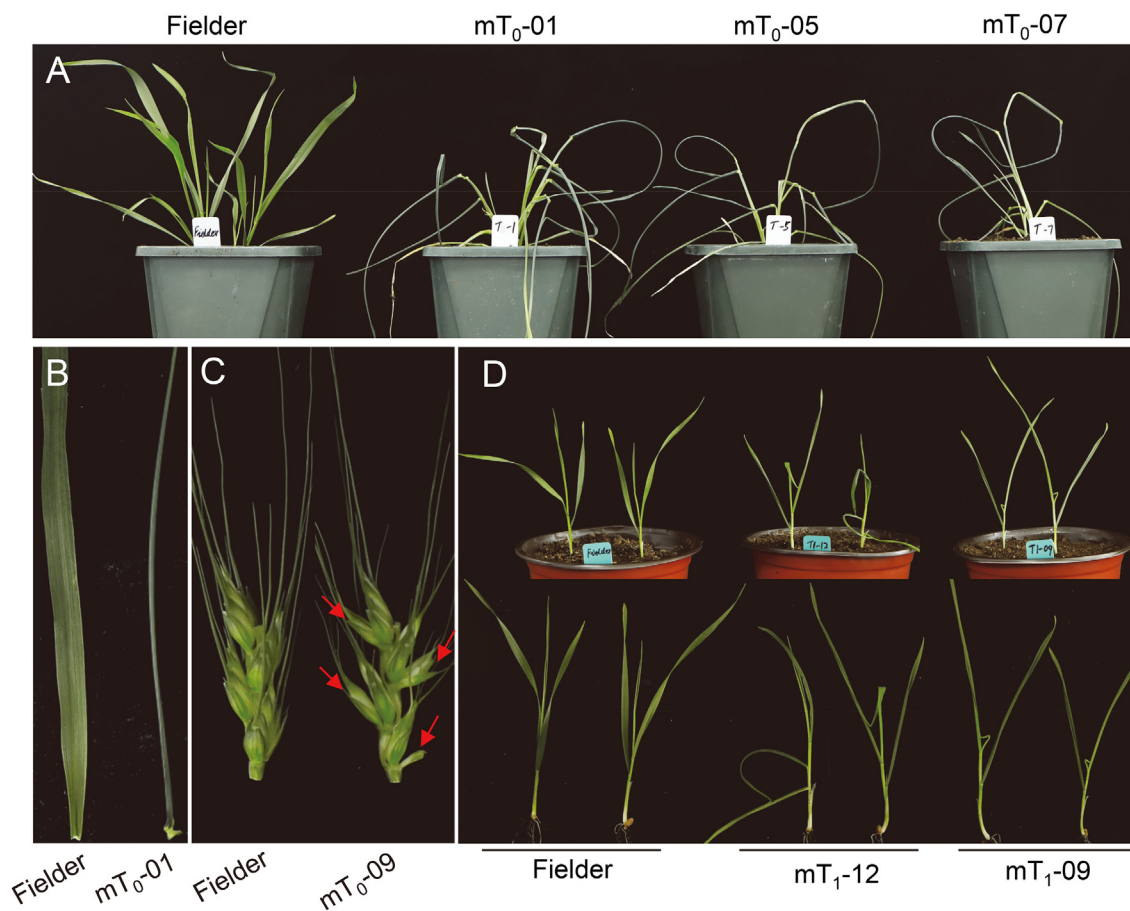 Fielder mT₀-01 mT₀-05 mT₀-07
A
Fielder T-1 T-5 T-7
B C D
Fielder T1-12 T1-09
Fielder mT₀-01 Fielder mT₀-09 Fielder mT₁-12 mT₁-09